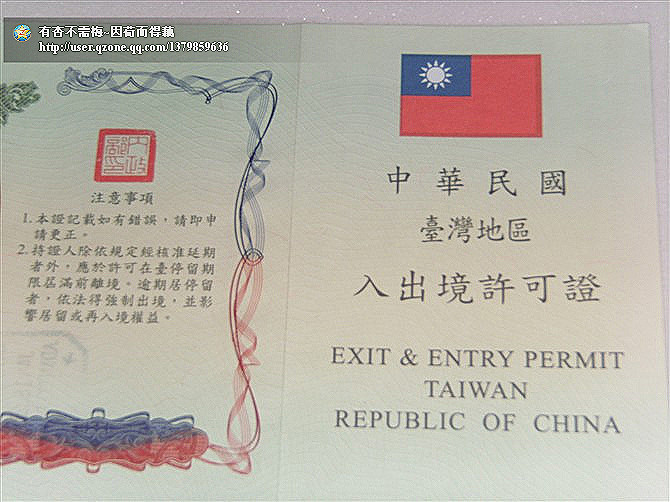 有杏不需悔~因荷而得藕
http://user.qzone.qq.com/1379859636
內政部印
注意事項
1. 本證記載如有錯誤，請即申
請更正。
2. 持證人除依規定經核准延期
者外，應於許可在臺停留期
限屆滿前離境。逾期居停留
者，依法得強制出境，並影
響居留或再入境權益。
中華民國
臺灣地區
入出境許可證
EXIT & ENTRY PERMIT
TAIWAN
REPUBLIC OF CHINA